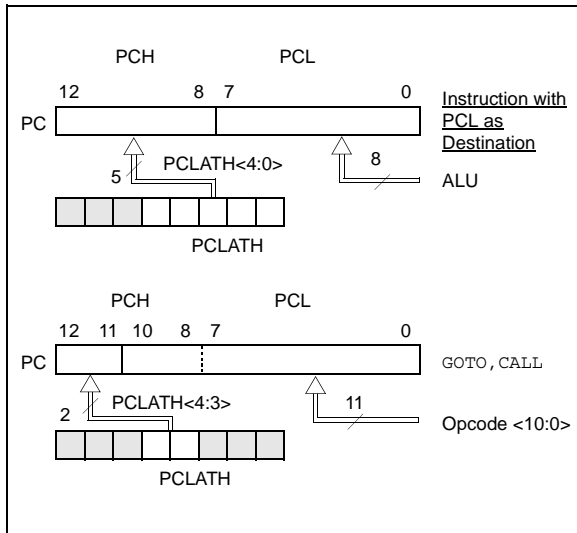 PCH PCL
12 8 7 0
PC
Instruction with
PCL as
Destination
5 PCLATH<4:0> 8
ALU
PCLATH
PCH PCL
12 11 10 8 7 0
PC GOTO, CALL
2 PCLATH<4:3> 11
Opcode <10:0>
PCLATH